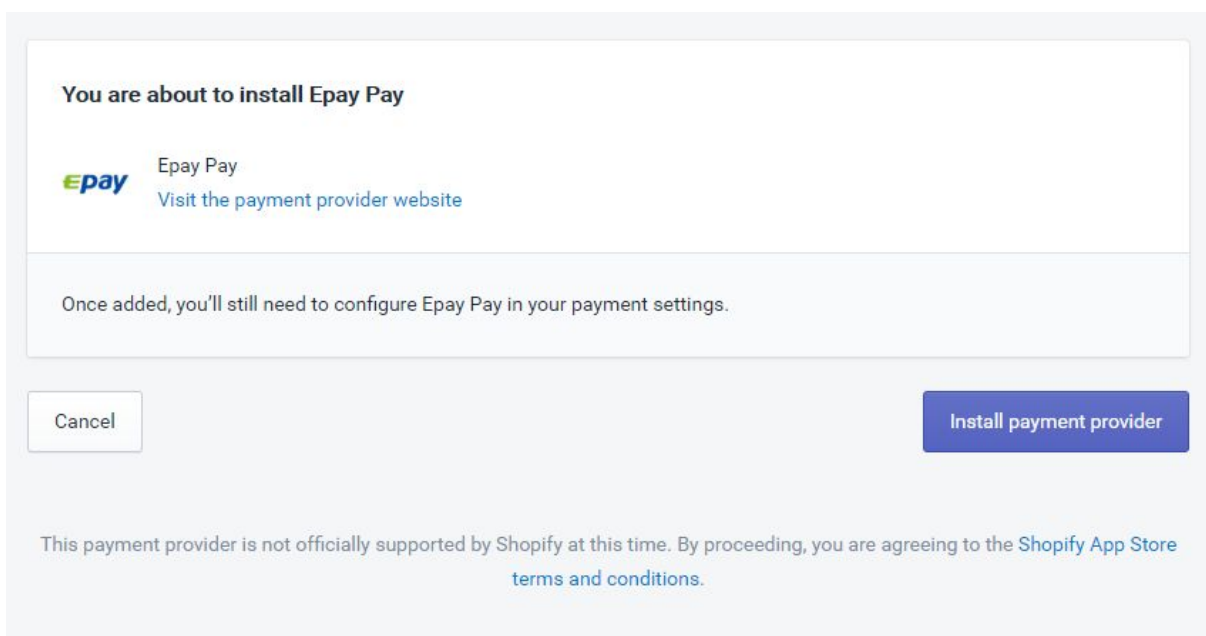 You are about to install Epay Pay
Epay
Epay Pay
Visit the payment provider website
Once added, you’ll still need to configure Epay Pay in your payment settings.
Cancel
Install payment provider
This payment provider is not officially supported by Shopify at this time. By proceeding, you are agreeing to the Shopify App Store
terms and conditions.